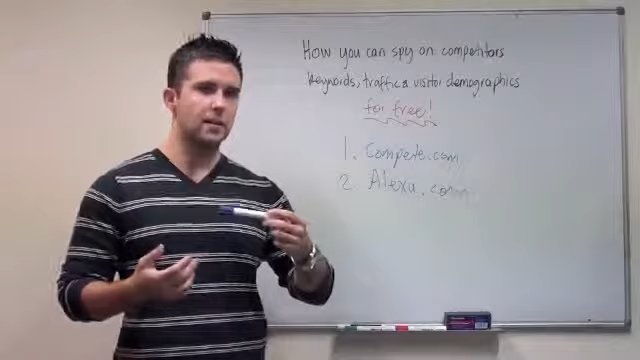 How you can spy on competitors
keywords, traffic & visitor demographics
for free!
1. Compete.com
2 Alexa.com